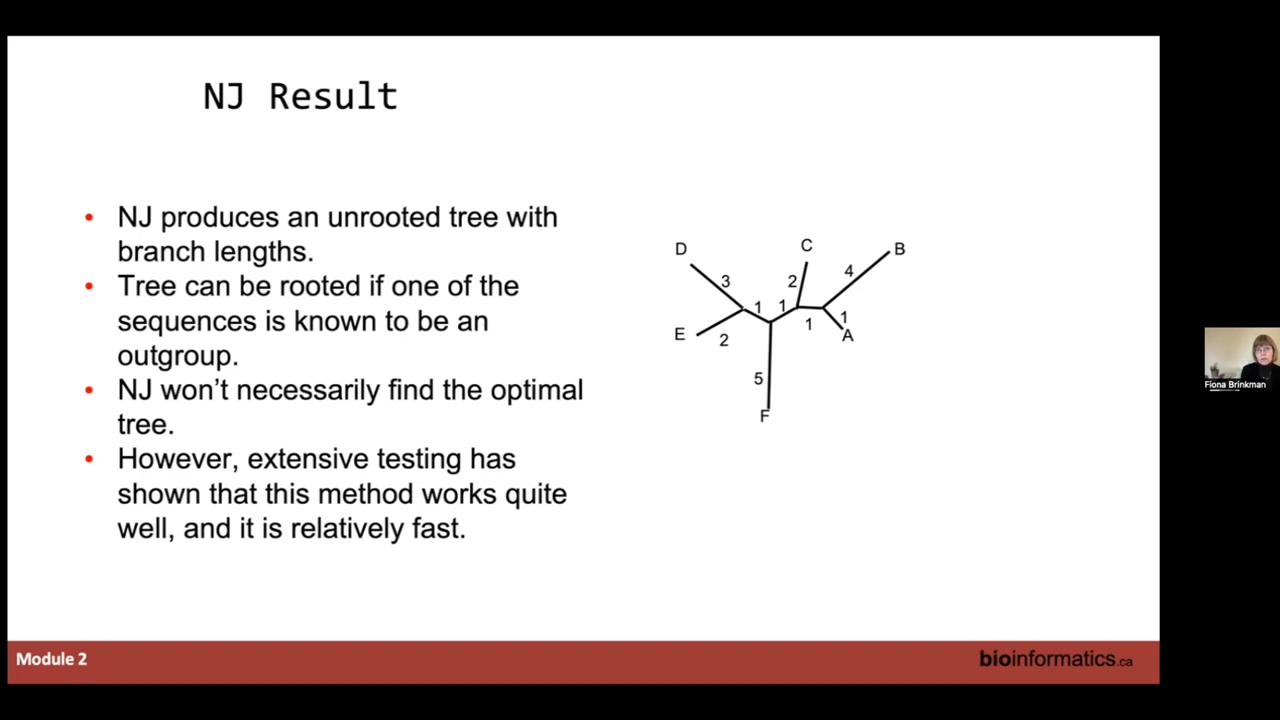 NJ Result
• NJ produces an unrooted tree with
branch lengths.
• Tree can be rooted if one of the
sequences is known to be an
outgroup.
• NJ won’t necessarily find the optimal
tree.
• However, extensive testing has
shown that this method works quite
well, and it is relatively fast.
D
C
B
3
2
4
1
1
1
1
E
2
A
5
F
Fiona Brinkman
Module 2
bioinformatics.ca